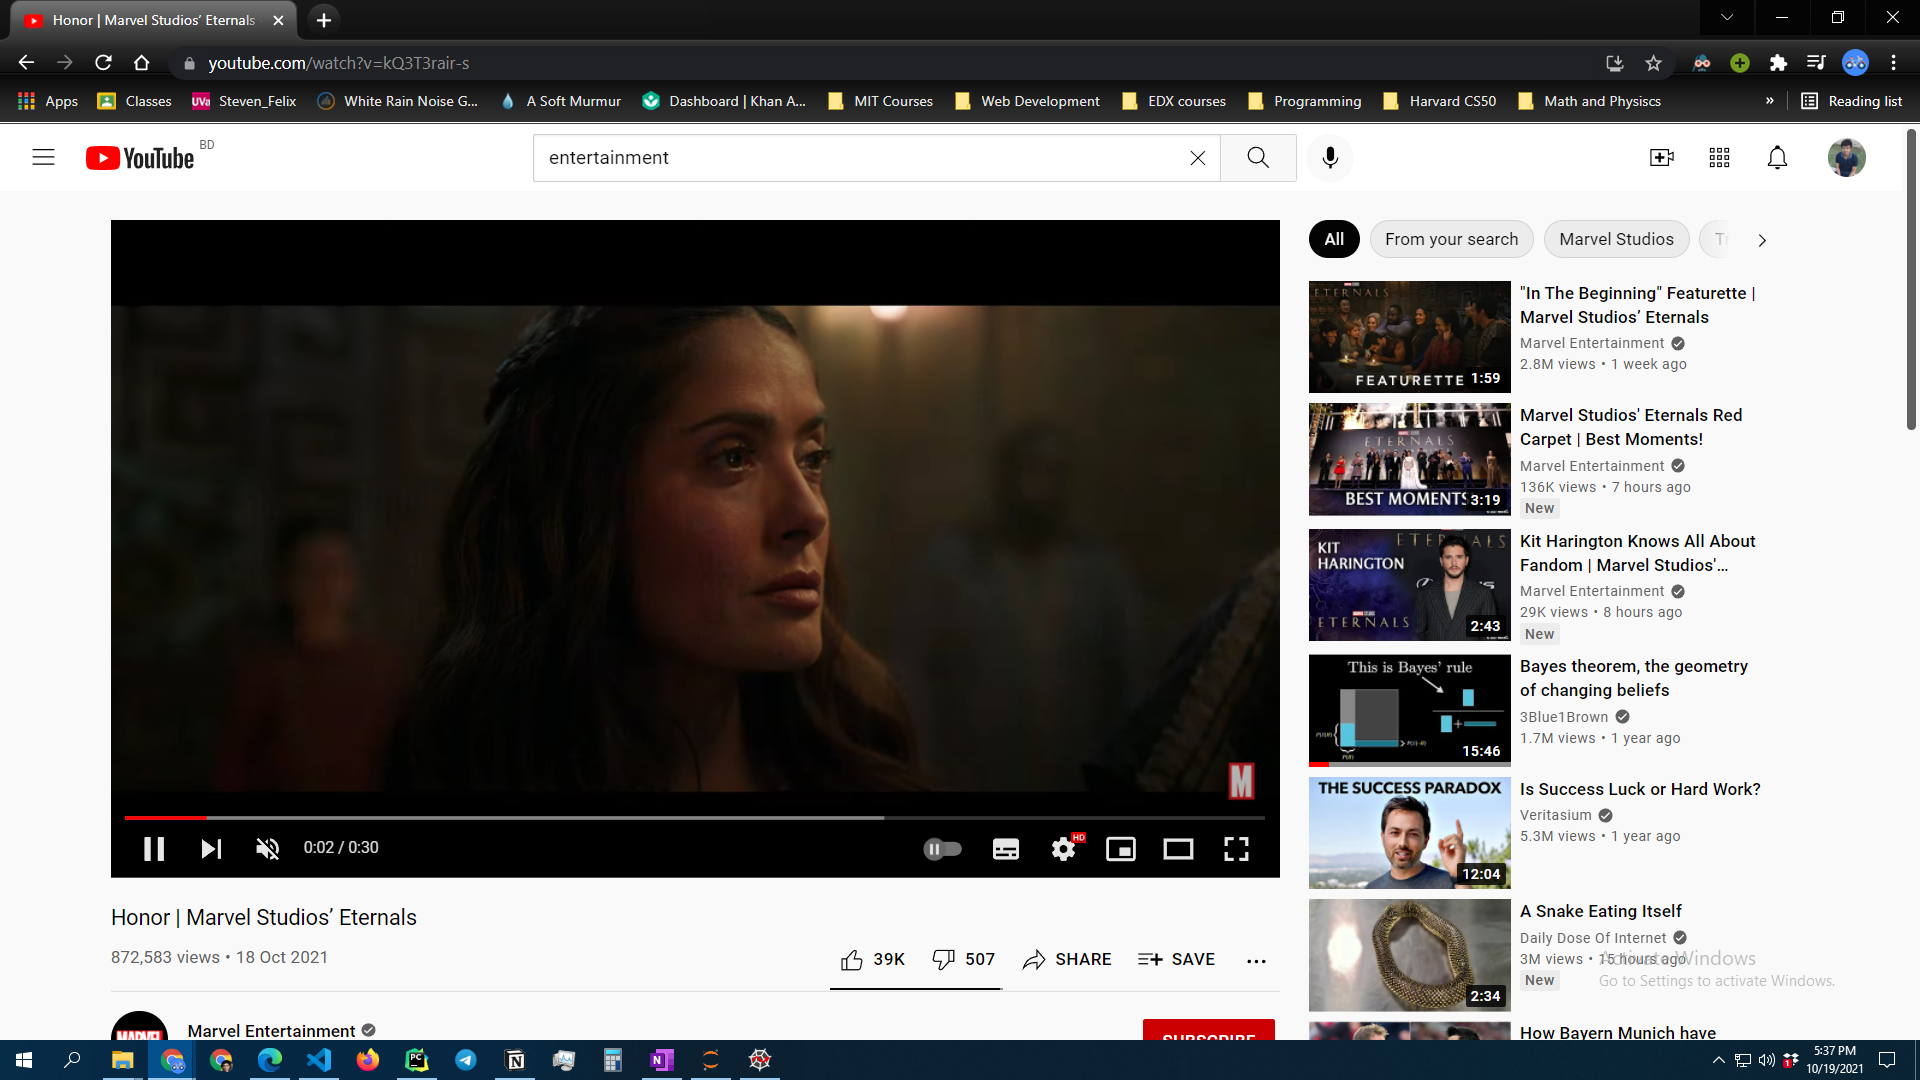 Honor | Marvel Studios’ Eternals
youtube.com/watch?v=kQ3T3rair-s
Apps
Classes
UVa
Steven_Felix
White Rain Noise G...
A Soft Murmur
Dashboard | Khan A...
MIT Courses
Web Development
EDX courses
Programming
Harvard CS50
Math and Physiscs
»
Reading list
YouTube
BD
entertainment
All
From your search
Marvel Studios
ETERNALS
FEATURETTE
1:59
"In The Beginning" Featurette |
Marvel Studios’ Eternals
Marvel Entertainment
2.8M views • 1 week ago
ETERNALS
BEST MOMENTS
3:19
Marvel Studios' Eternals Red
Carpet | Best Moments!
Marvel Entertainment
136K views • 7 hours ago
New
KIT
HARINGTON
ETERNALS
ETERNALS
2:43
Kit Harington Knows All About
Fandom | Marvel Studios'...
Marvel Entertainment
29K views • 8 hours ago
New
This is Bayes’ rule
15:46
Bayes theorem, the geometry
of changing beliefs
3Blue1Brown
1.7M views • 1 year ago
THE SUCCESS PARADOX
12:04
Is Success Luck or Hard Work?
Veritasium
5.3M views • 1 year ago
2:34
A Snake Eating Itself
Daily Dose Of Internet
3M views • 15 hours ago
New
How Bayern Munich have
M
0:02 / 0:30
HD
Honor | Marvel Studios’ Eternals
872,583 views • 18 Oct 2021
39K
507
SHARE
SAVE
MARVEL
Marvel Entertainment
SUBSCRIBE
Activate Windows
Go to Settings to activate Windows.
PC
N
N
1
5:37 PM
10/19/2021